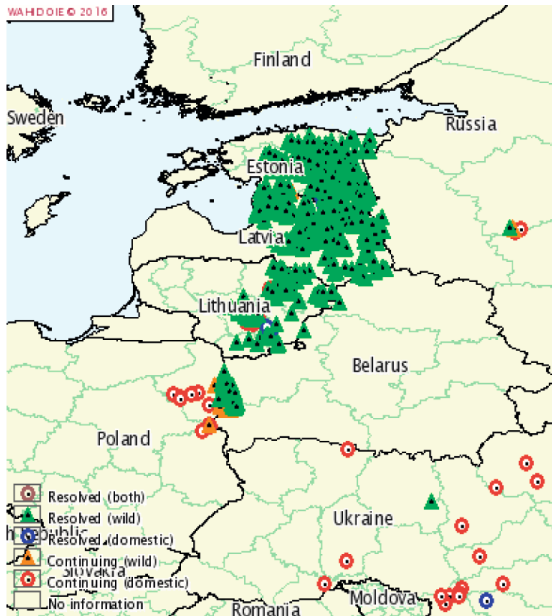 WAHID OIE © 2016
Finland
Sweden
Russia
Estonia
Latvia
Lithuania
Belarus
Poland
Ukraine
Resolved (both)
Resolved (wild)
Resolved (domestic)
Continuing (wild)
Slovakia
Continuing (domestic)
Moldova
No information
Romania